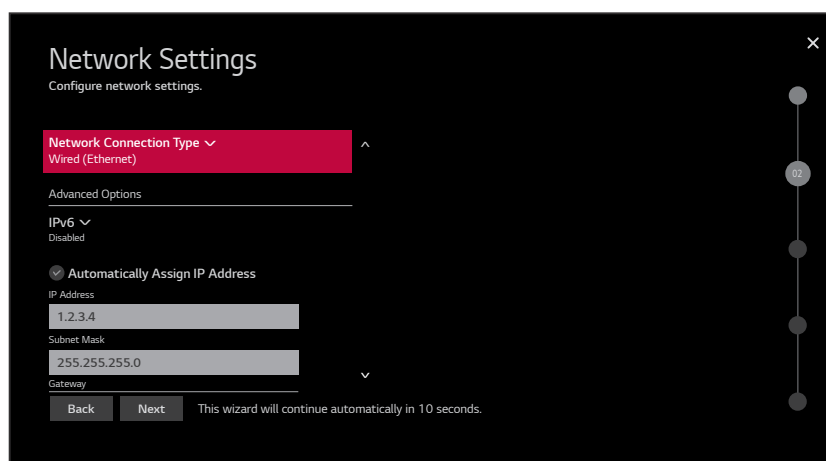 Network Settings
Configure network settings.
Network Connection Type
Wired (Ethernet)
02
Advanced Options
IPv6
Disabled
Automatically Assign IP Address
IP Address
1.2.3.4
Subnet Mask
255.255.255.0
Gateway
Back Next This wizard will continue automatically in 10 seconds.